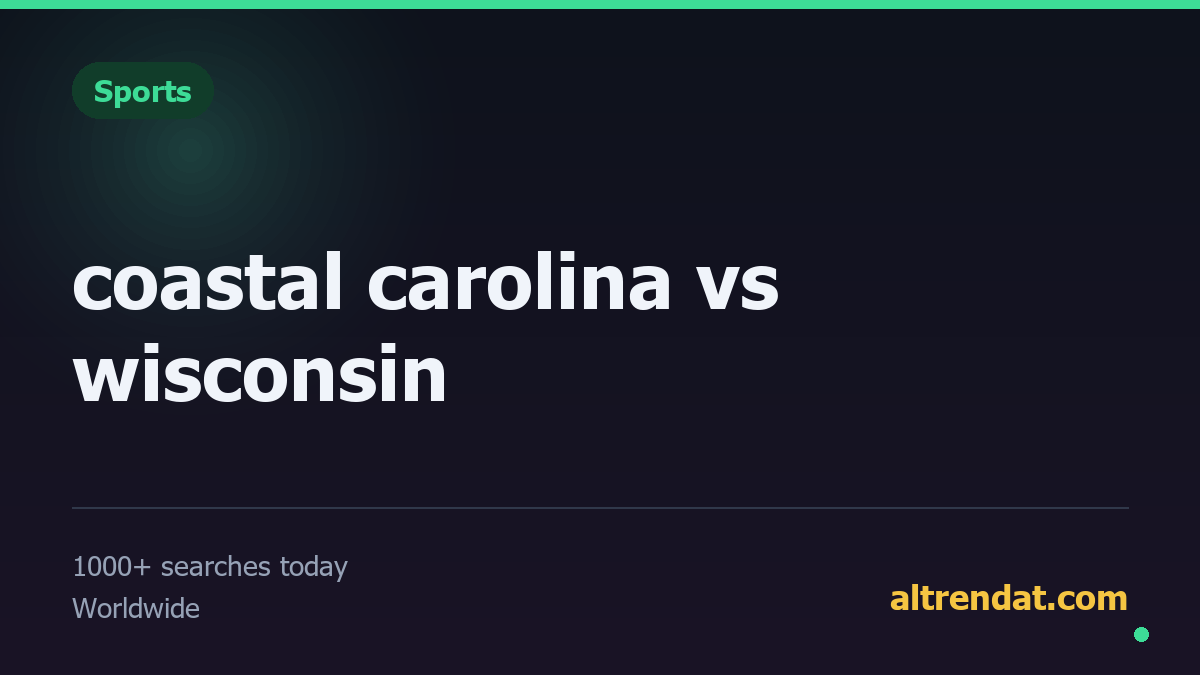 Sports
coastal carolina vs
wisconsin
1000+ searches today
Worldwide
altrendat.com